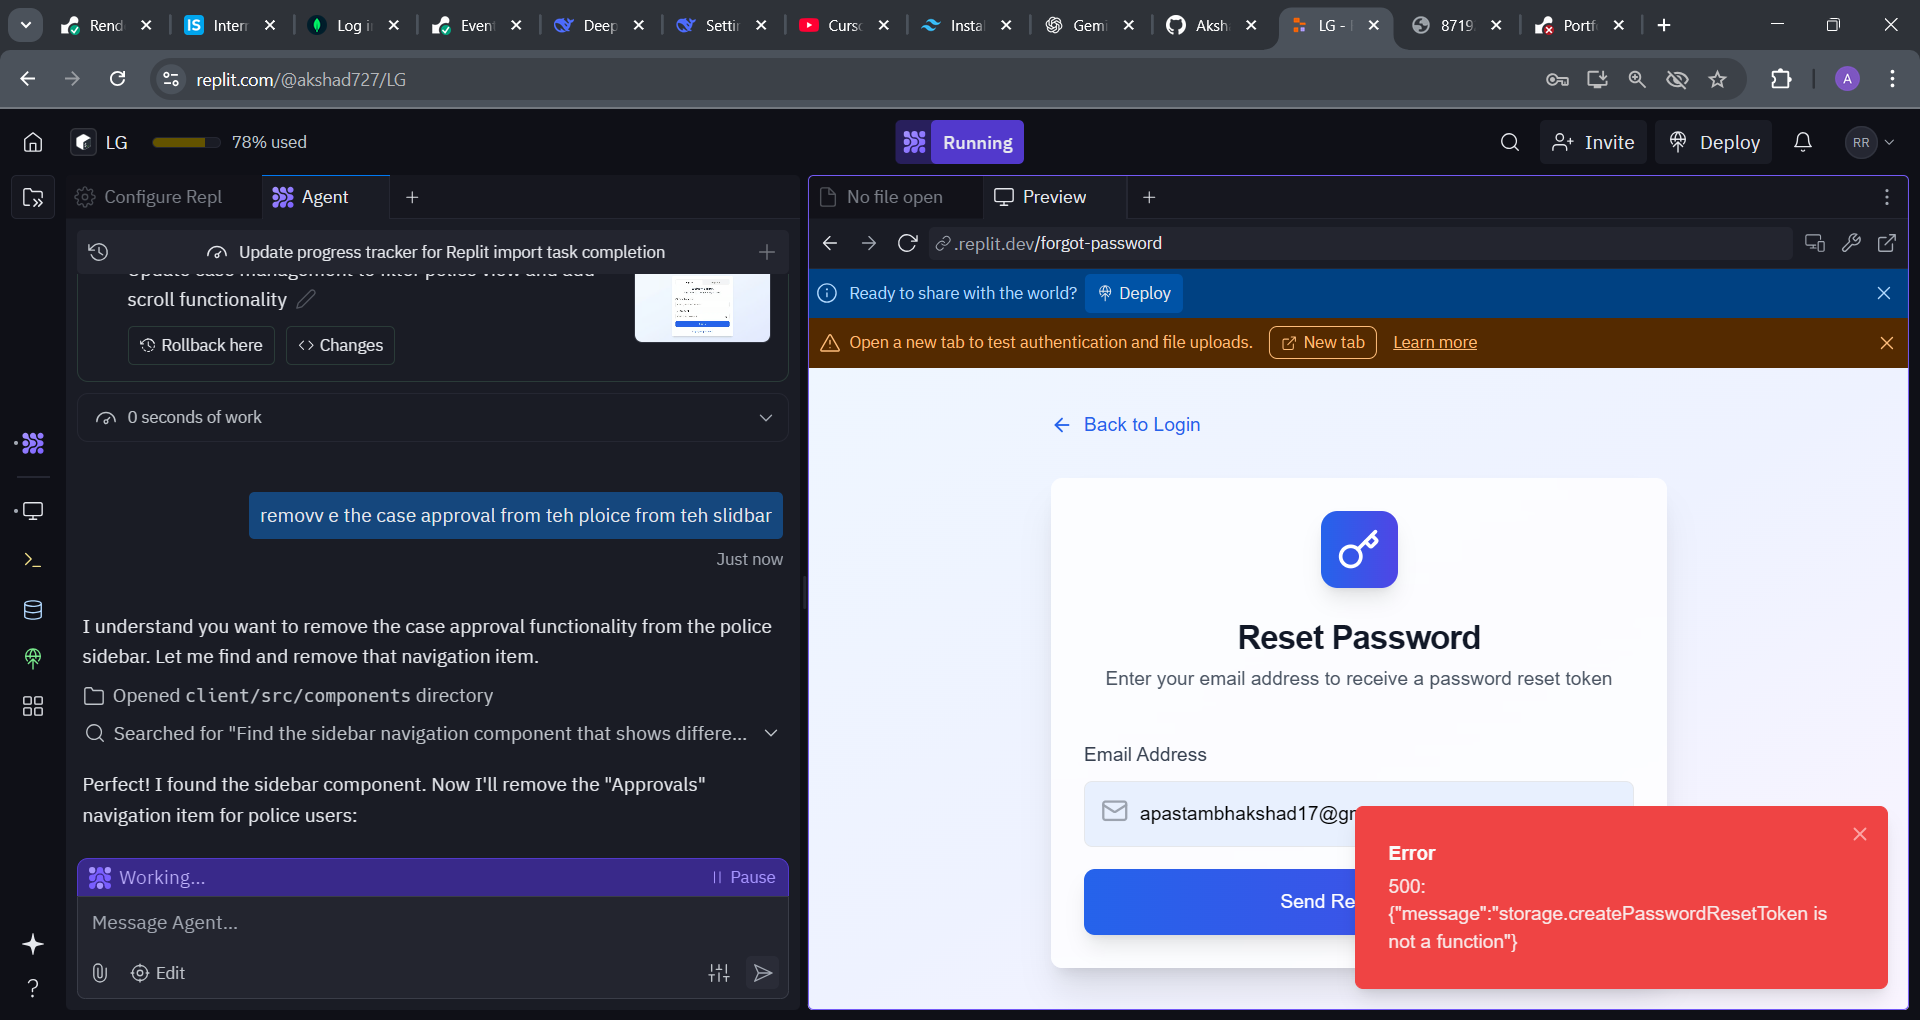 Rend
Inter
Log i
Event
Deep
Settin
Curso
Insta
Gemi
Aksh
LG -
8719
Portf
replit.com/@akshad727/LG
A
LG
78% used
Running
Invite
Deploy
RR
Configure Repl
Agent
No file open
Preview
Update progress tracker for Replit import task completion
.replit.dev/forgot-password
scroll functionality
Ready to share with the world?
Deploy
Rollback here
Changes
Open a new tab to test authentication and file uploads.
New tab
Learn more
0 seconds of work
Back to Login
removv e the case approval from teh ploice from teh slidbar
Just now
I understand you want to remove the case approval functionality from the police
sidebar. Let me find and remove that navigation item.
Opened client/src/components directory
Searched for "Find the sidebar navigation component that shows differe...
Perfect! I found the sidebar component. Now I'll remove the "Approvals"
navigation item for police users:
Working...
Pause
Message Agent...
Edit
Reset Password
Enter your email address to receive a password reset token
Email Address
apastambhakshad17@gr
Send Re
Error
500:
{"message":"storage.createPasswordResetToken is
not a function"}